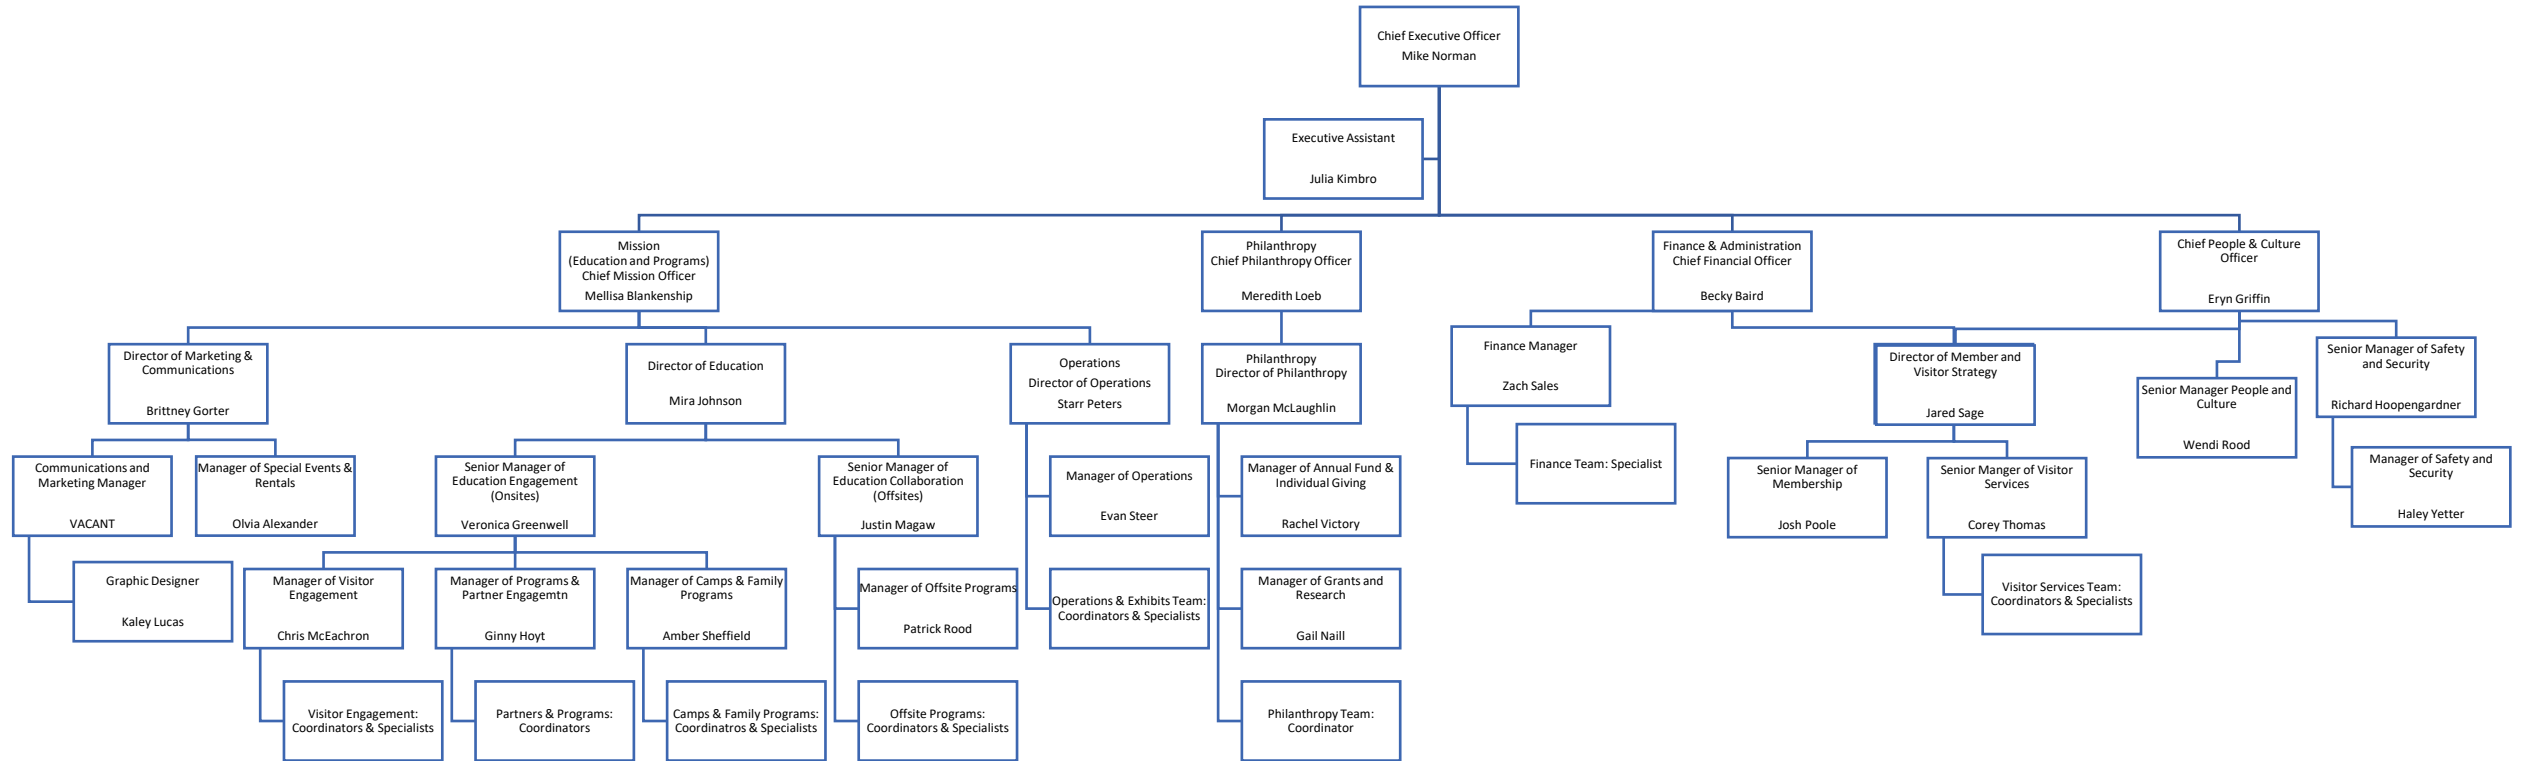 Chief Executive Officer
Mike Norman
Executive Assistant
Julia Kimbro
Mission
(Education and Programs)
Chief Mission Officer
Mellisa Blankenship
Philanthropy
Chief Philanthropy Officer
Meredith Loeb
Finance & Administration
Chief Financial Officer
Becky Baird
Chief People & Culture
Officer
Eryn Griffin
Director of Marketing &
Communications
Brittney Gorter
Director of Education
Mira Johnson
Operations
Director of Operations
Starr Peters
Philanthropy
Director of Philanthropy
Morgan McLaughlin
Finance Manager
Zach Sales
Director of Member and
Visitor Strategy
Jared Sage
Senior Manager People and
Culture
Wendi Rood
Senior Manager of Safety
and Security
Richard Hoopengardner
Communications and
Marketing Manager
VACANT
Manager of Special Events &
Rentals
Olvia Alexander
Senior Manager of
Education Engagement
(Onsites)
Veronica Greenwell
Senior Manager of
Education Collaboration
(Offsites)
Justin Magaw
Manager of Operations
Evan Steer
Manager of Annual Fund &
Individual Giving
Rachel Victory
Finance Team: Specialist
Senior Manager of
Membership
Josh Poole
Senior Manger of Visitor
Services
Corey Thomas
Manager of Safety and
Security
Haley Yetter
Graphic Designer
Kaley Lucas
Manager of Visitor
Engagement
Chris McEachron
Manager of Programs &
Partner Engagemtn
Ginny Hoyt
Manager of Camps & Family
Programs
Amber Sheffield
Manager of Offsite Programs
Patrick Rood
Operations & Exhibits Team:
Coordinators & Specialists
Manager of Grants and
Research
Gail Naill
Visitor Services Team:
Coordinators & Specialists
Visitor Engagement:
Coordinators & Specialists
Partners & Programs:
Coordinators
Camps & Family Programs:
Coordinatros & Specialists
Offsite Programs:
Coordinators & Specialists
Philanthropy Team:
Coordinator